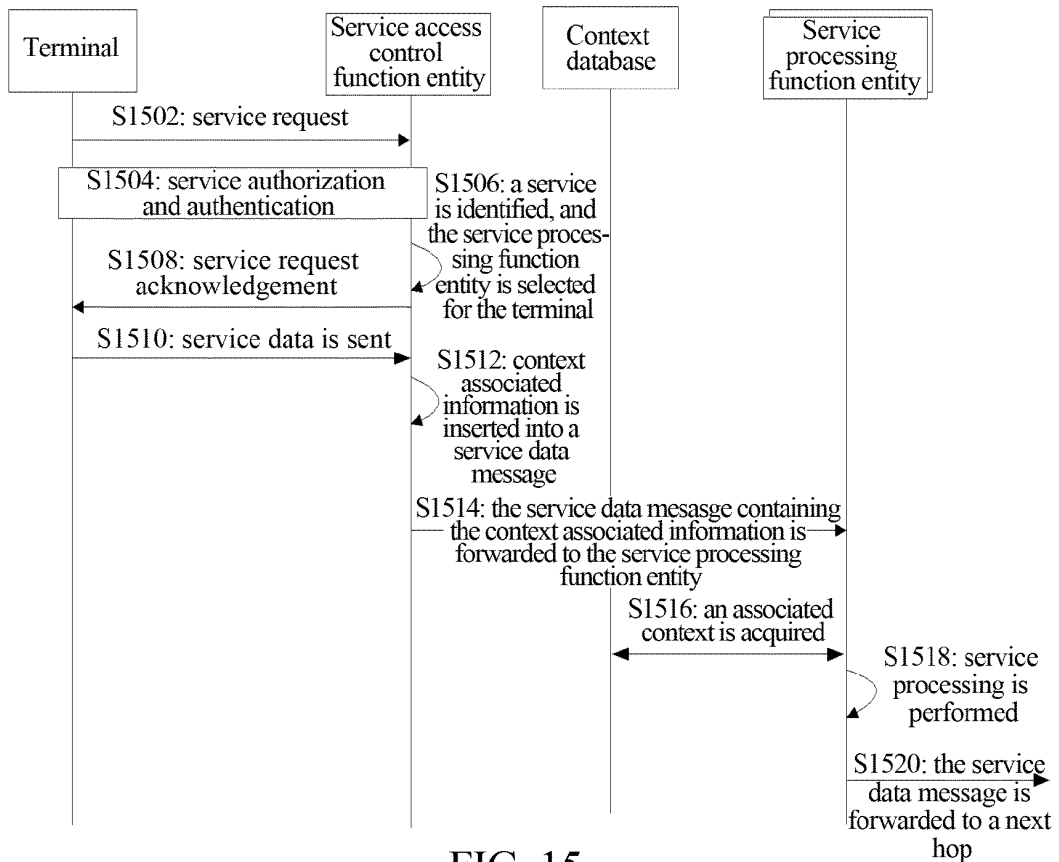 Terminal
Service access
control
function entity
Context
database
Service
processing
function entity
S1502: service request
S1504: service authorization
and authentication
S1506: a service
is identified, and
the service proces-
sing function
entity is selected
for the terminal
S1508: service request
acknowledgement
S1510: service data is sent
S1512: context
associated
information is
inserted into a
service data
message
S1514: the service data mesasge containing
the context associated information is
forwarded to the service processing
function entity
S1516: an associated
context is acquired
S1518: service
processing is
performed
S1520: the service
data message is
forwarded to a next
hop
FIG. 15